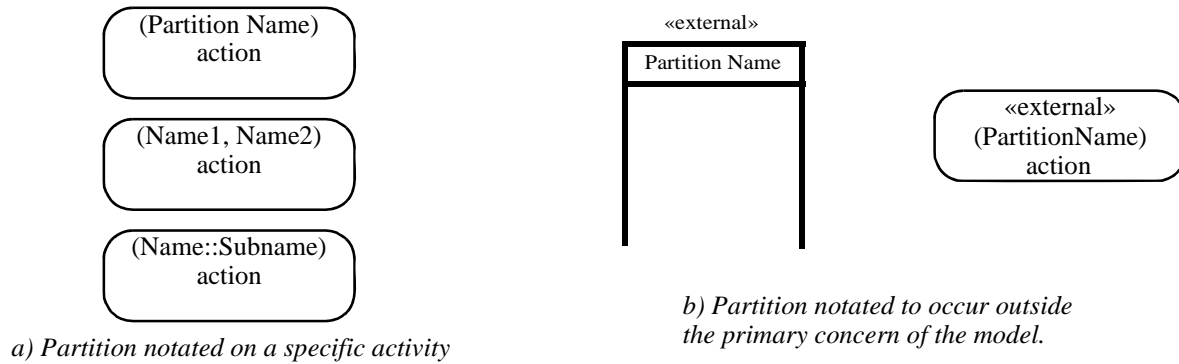 (Partition Name)
action
(Name1, Name2)
action
(Name::Subname)
action
a) Partition notated on a specific activity
«external»
Partition Name
«external»
(PartitionName)
action
b) Partition notated to occur outside
the primary concern of the model.